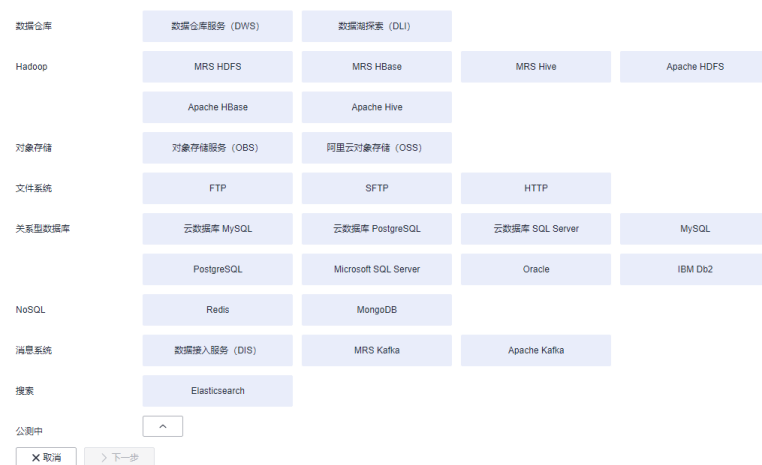 数据仓库 数据仓库服务（DWS） 数据湖探索（DLI）
Hadoop MRS HDFS MRS HBase MRS Hive Apache HDFS
Apache HBase Apache Hive
对象存储 对象存储服务（OBS） 阿里云对象存储（OSS）
文件系统 FTP SFTP HTTP
关系型数据库 云数据库 MySQL 云数据库 PostgreSQL 云数据库 SQL Server MySQL
PostgreSQL Microsoft SQL Server Oracle IBM Db2
NoSQL Redis MongoDB
消息系统 数据接入服务（DIS） MRS Kafka Apache Kafka
搜索 Elasticsearch
公测中
取消 下一步